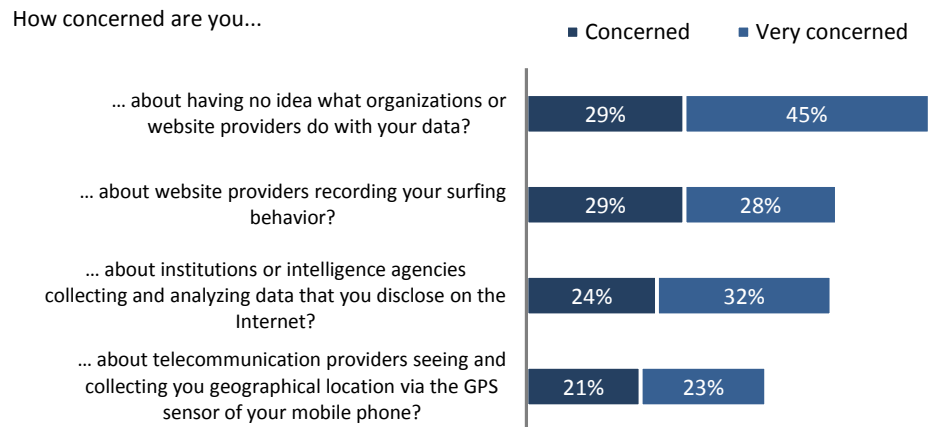 How concerned are you...
Concerned Very concerned
... about having no idea what organizations or
website providers do with your data?
29% 45%
... about website providers recording your surfing
behavior?
29% 28%
... about institutions or intelligence agencies
collecting and analyzing data that you disclose on the
Internet?
24% 32%
... about telecommunication providers seeing and
collecting you geographical location via the GPS
sensor of your mobile phone?
21% 23%